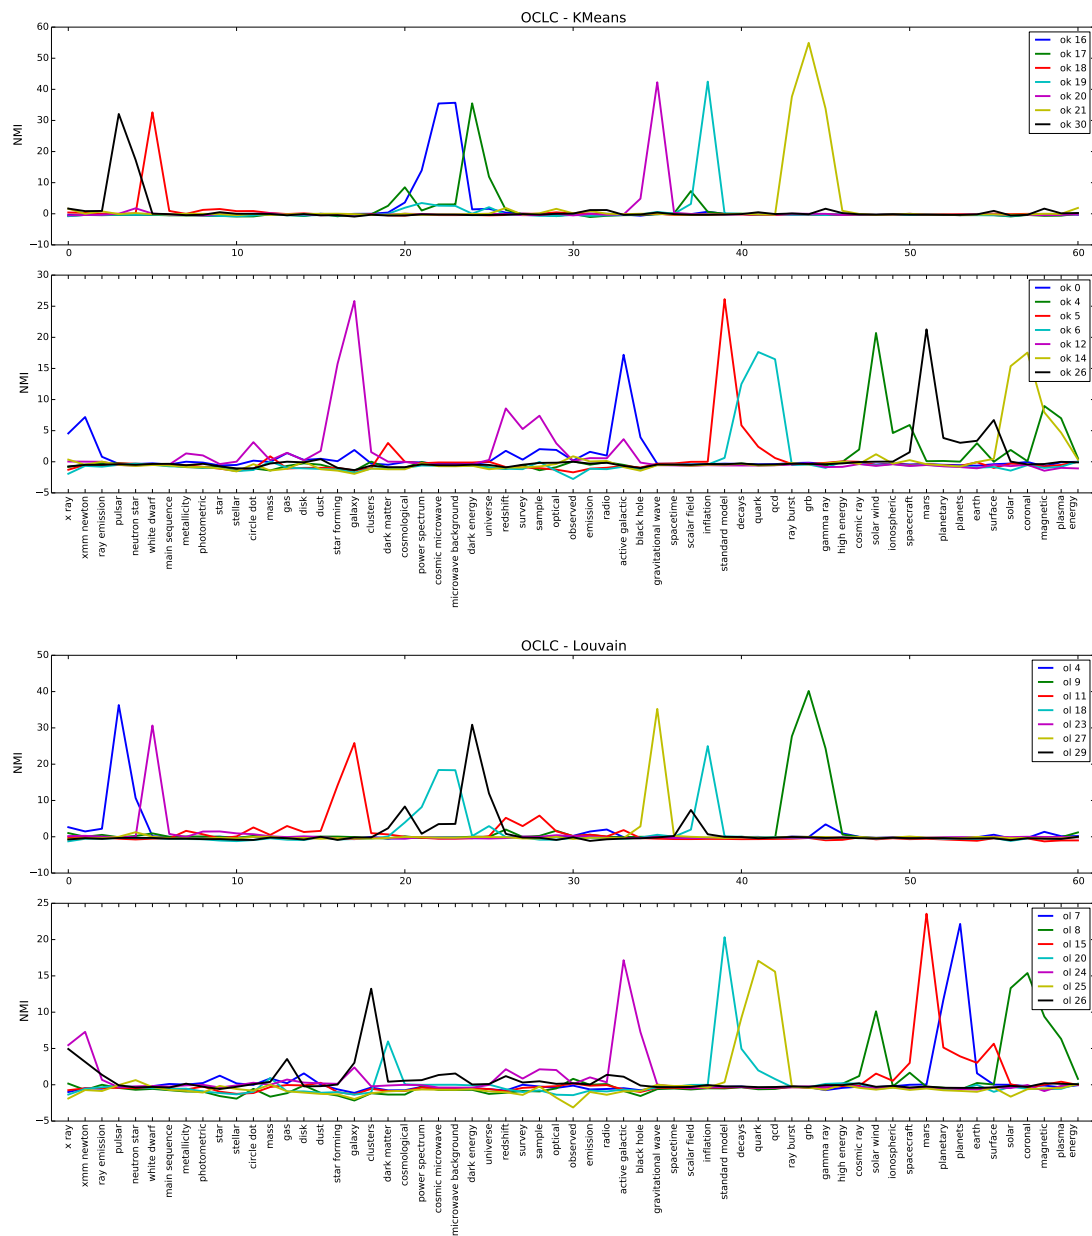 OCLC - KMeans
NMI
60
50
40
30
20
10
0
−10
0
10
20
30
40
50
60
ok 16
ok 17
ok 18
ok 19
ok 20
ok 21
ok 30
NMI
30
25
20
15
10
5
0
−5
ok 0
ok 4
ok 5
ok 6
ok 12
ok 14
ok 26
x ray
xmm newton
ray emission
pulsar
neutron star
white dwarf
main sequence
metallicity
photometric
star
stellar
circle dot
mass
gas
disk
dust
star forming
galaxy
clusters
dark matter
cosmological
power spectrum
cosmic microwave
microwave background
dark energy
universe
redshift
survey
sample
optical
observed
emission
radio
active galactic
black hole
gravitational wave
spacetime
scalar field
inflation
standard model
decays
quark
qcd
ray burst
grb
gamma ray
high energy
cosmic ray
solar wind
ionospheric
spacecraft
mars
planetary
planets
earth
surface
solar
coronal
magnetic
plasma
energy
OCLC - Louvain
NMI
50
40
30
20
10
0
−10
0
10
20
30
40
50
60
ol 4
ol 9
ol 11
ol 18
ol 23
ol 27
ol 29
NMI
25
20
15
10
5
0
−5
ol 7
ol 8
ol 15
ol 20
ol 24
ol 25
ol 26
x ray
xmm newton
ray emission
pulsar
neutron star
white dwarf
main sequence
metallicity
photometric
star
stellar
circle dot
mass
gas
disk
dust
star forming
galaxy
clusters
dark matter
cosmological
power spectrum
cosmic microwave
microwave background
dark energy
universe
redshift
survey
sample
optical
observed
emission
radio
active galactic
black hole
gravitational wave
spacetime
scalar field
inflation
standard model
decays
quark
qcd
ray burst
grb
gamma ray
high energy
cosmic ray
solar wind
ionospheric
spacecraft
mars
planetary
planets
earth
surface
solar
coronal
magnetic
plasma
energy